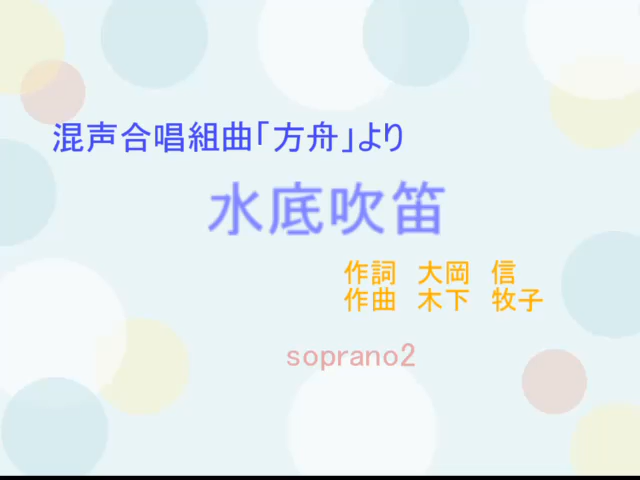 混声合唱組曲「方舟」より
水底吹笛
作詞 大岡 信
作曲 木下 牧子
soprano2